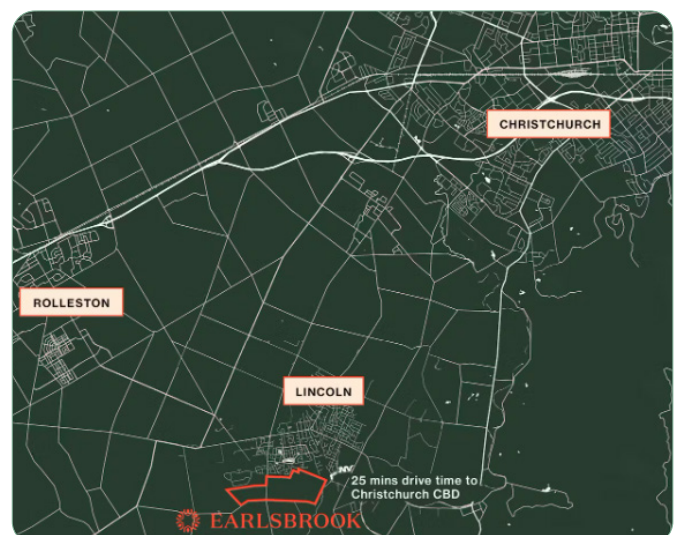 CHRISTCHURCH
ROLLESTON
LINCOLN
25 mins drive time to
Christchurch CBD
EARLSBROOK